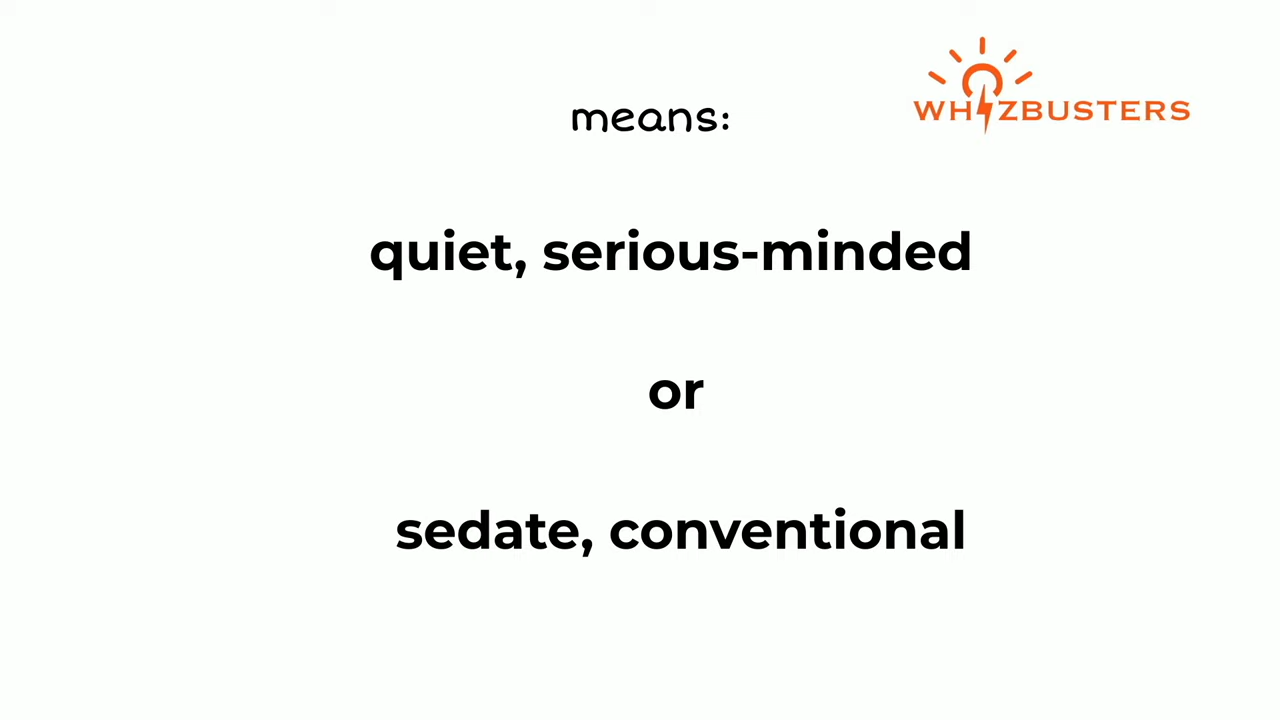 WHIZBUSTERS
means:
quiet, serious-minded
or
sedate, conventional